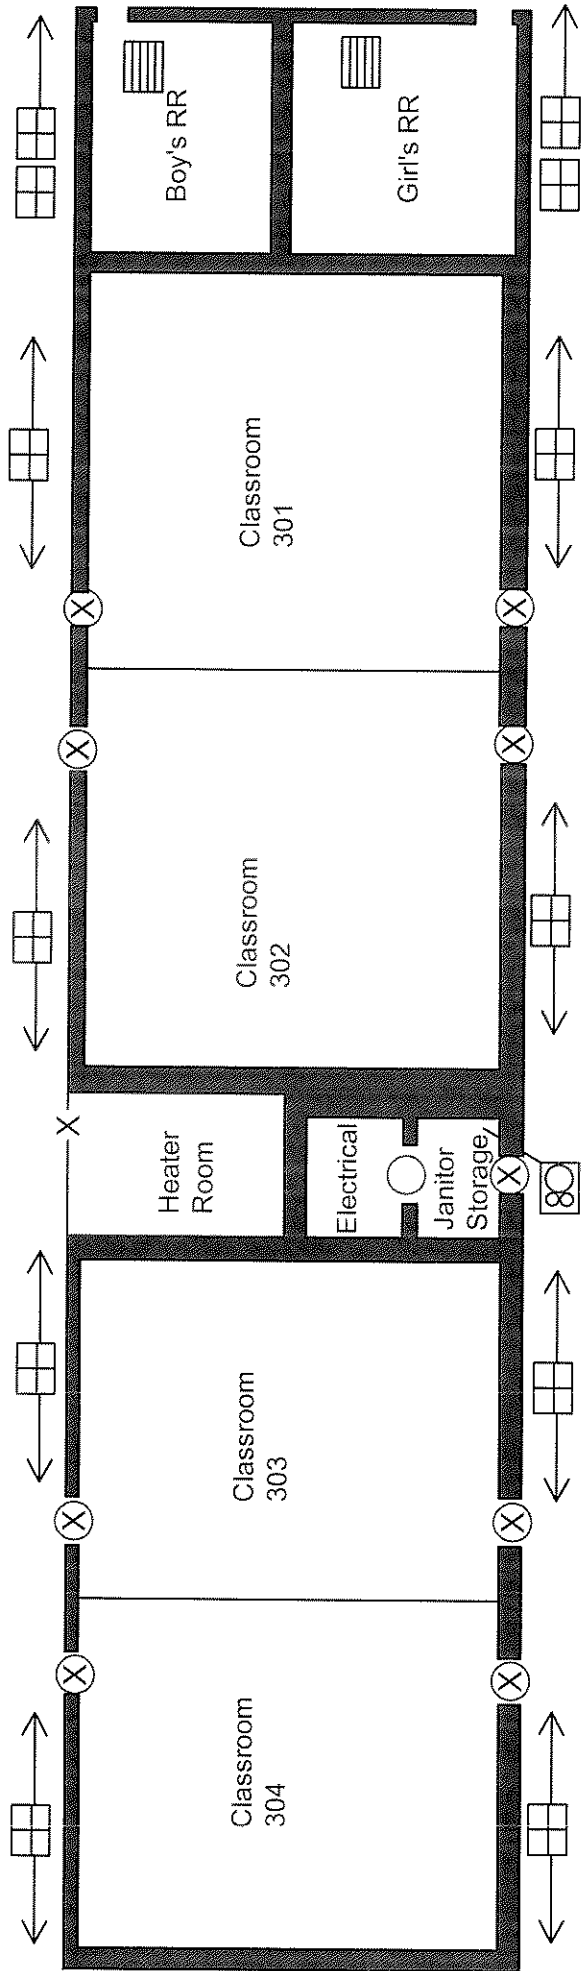 Classroom
304
Classroom
303
Heater
Room
Electrical
Janitor
Storage
Classroom
302
Classroom
301
Boy's RR
Girl's RR